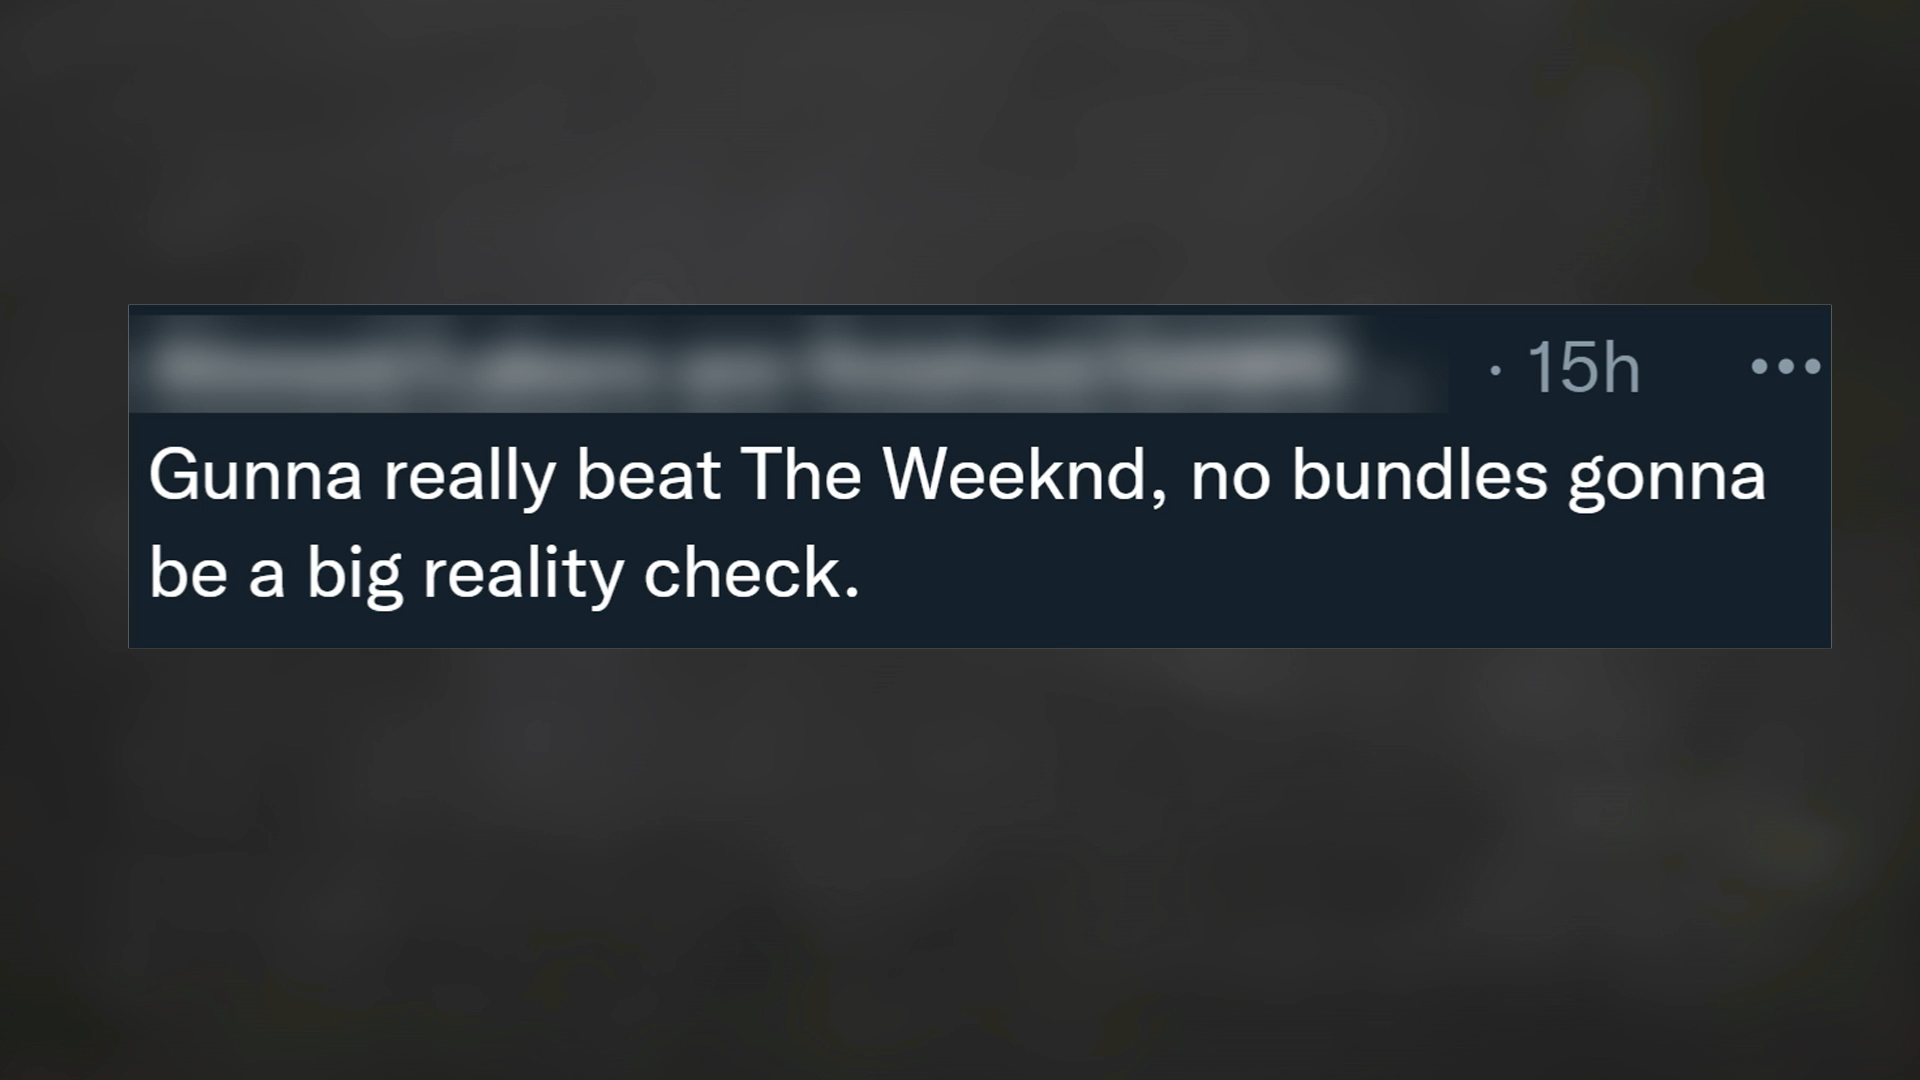 · 15h
Gunna really beat The Weeknd, no bundles gonna
be a big reality check.